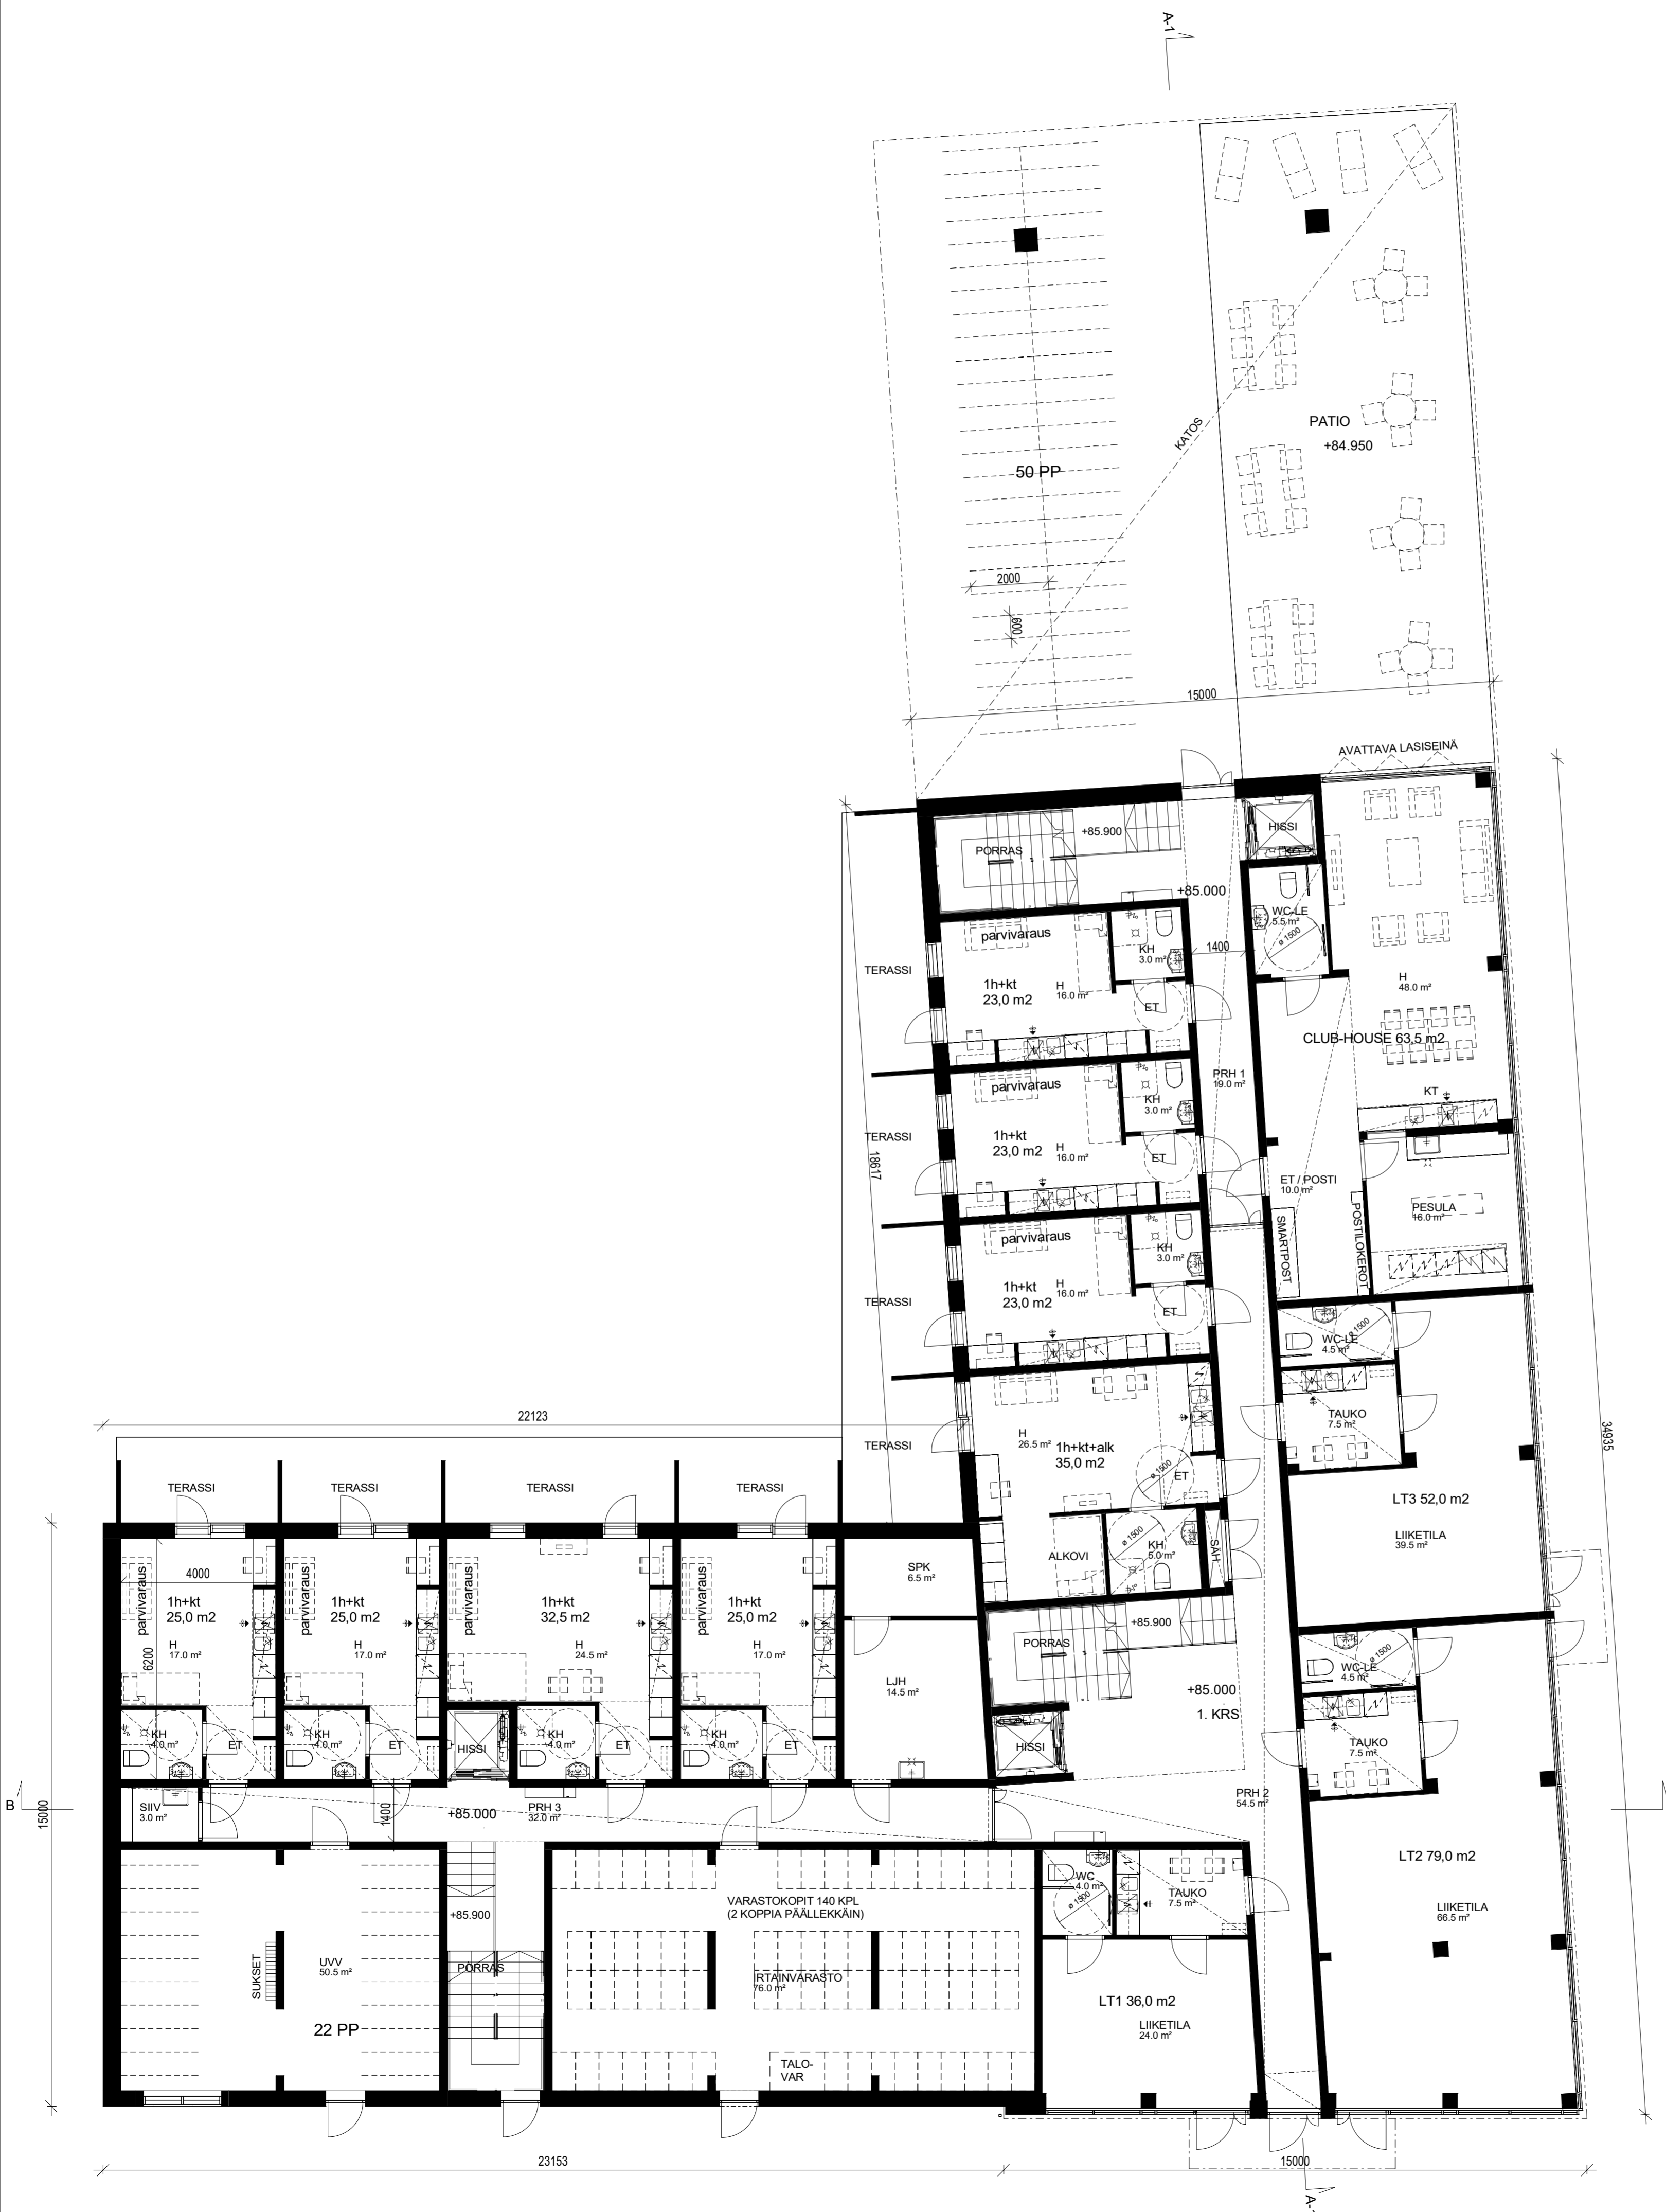 A-1
KATOS
PATIO
+84.950
50 PP
2000
600
15000
AVATTAVA LASISEINÄ
PORRAS
+85.900
HISSI
+85.000
WC-LE
5.5 m²
ø 1500
1400
TERASSI
parvivaraus
1h+kt
23,0 m2
H
16.0 m²
KH
3.0 m²
ET
H
48.0 m²
CLUB-HOUSE 63,5 m2
KT
PRH 1
19.0 m²
TERASSI
parvivaraus
1h+kt
23,0 m2
H
16.0 m²
KH
3.0 m²
ET
18617
ET / POSTI
10.0 m²
PESULA
16.0 m²
SMARTPOST
POSTILOKEROT
TERASSI
parvivaraus
1h+kt
23,0 m2
H
16.0 m²
KH
3.0 m²
ET
WC-LE
4.5 m²
ø 1500
TAUKO
7.5 m²
34935
22123
TERASSI
H
26.5 m²
1h+kt+alk
35,0 m2
ø 1500
ET
ALKOVI
ø 1500
KH
5.0 m²
SÄH
LT3 52,0 m2
LIIKETILA
39.5 m²
TERASSI
TERASSI
TERASSI
TERASSI
parvivaraus
4000
6200
1h+kt
25,0 m2
H
17.0 m²
KH
4.0 m²
ET
parvivaraus
1h+kt
25,0 m2
H
17.0 m²
KH
4.0 m²
ET
parvivaraus
1h+kt
32,5 m2
H
24.5 m²
HISSI
KH
4.0 m²
ET
parvivaraus
1h+kt
25,0 m2
H
17.0 m²
KH
4.0 m²
ET
SPK
6.5 m²
LJH
14.5 m²
PORRAS
+85.900
+85.000
1. KRS
HISSI
WC-LE
4.5 m²
ø 1500
TAUKO
7.5 m²
PRH 2
54.5 m²
B
15000
SIIV
3.0 m²
1400
+85.000
PRH 3
32.0 m²
LT2 79,0 m2
LIIKETILA
66.5 m²
VARASTOKOPIT 140 KPL
(2 KOPPIA PÄÄLLEKKÄIN)
WC
4.0 m²
ø 1500
TAUKO
7.5 m²
+85.900
PORRAS
SUKSET
UVV
50.5 m²
22 PP
IRTAINVARASTO
76.0 m²
TALO-
VAR
LT1 36,0 m2
LIIKETILA
24.0 m²
23153
15000